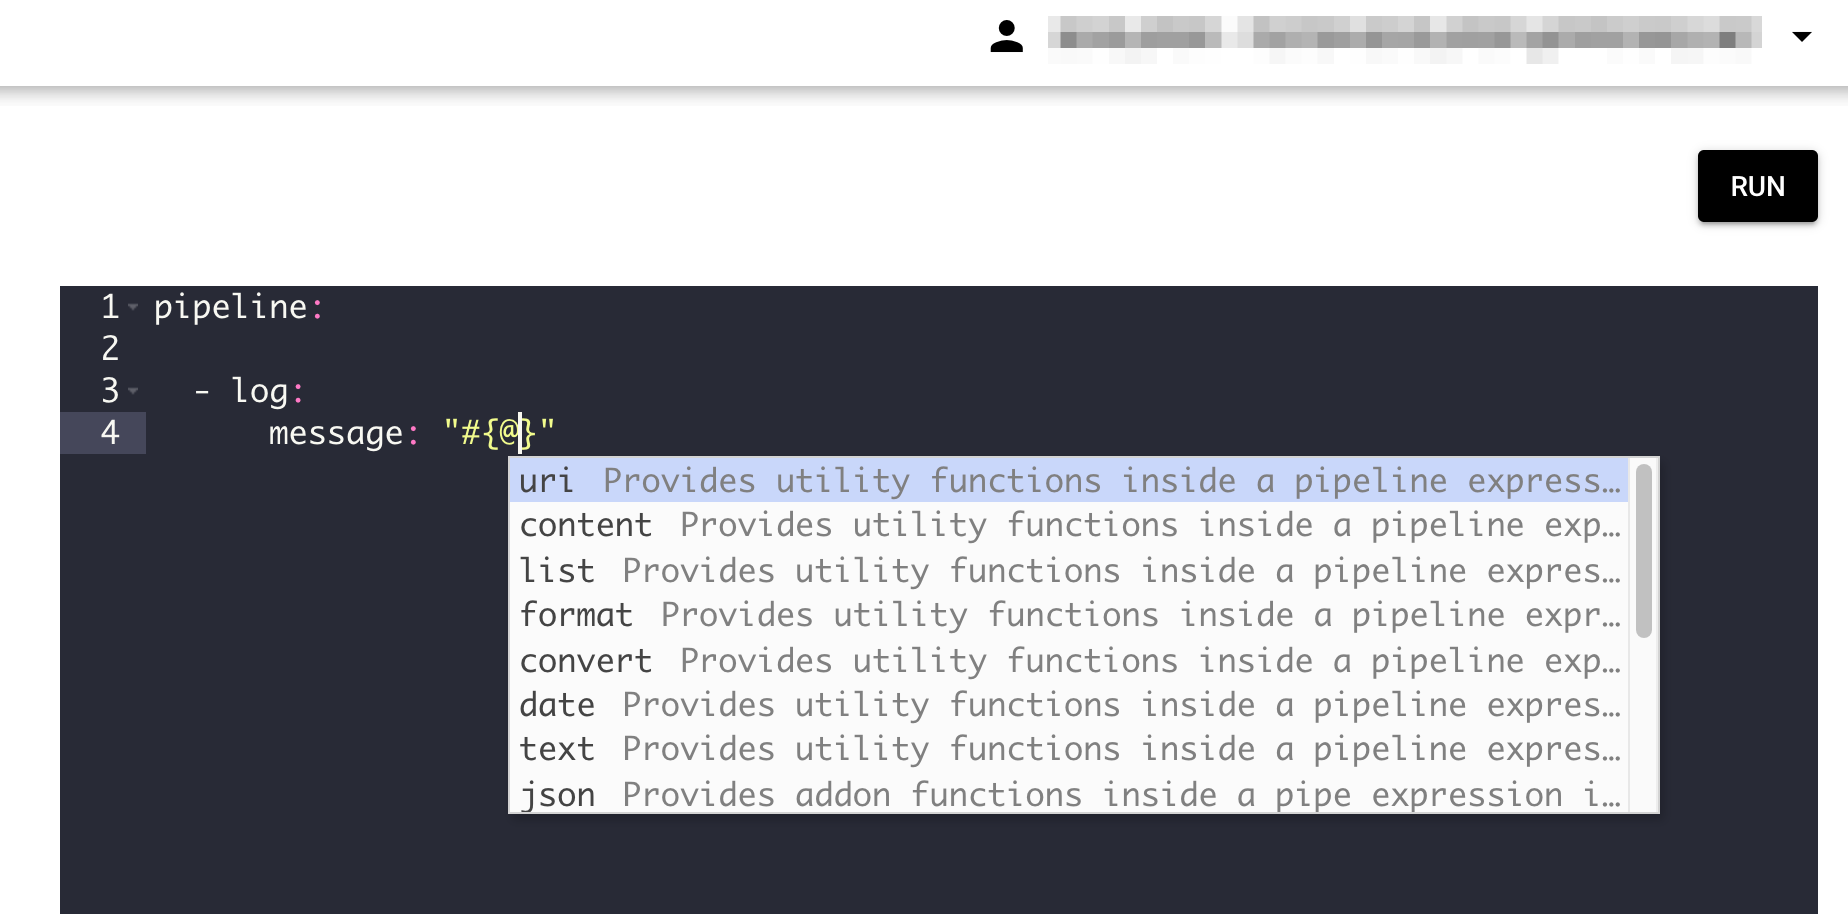 RUN
1 pipeline:
2
3 - log:
4 message: "#{@}"
uri Provides utility functions inside a pipeline express…
content Provides utility functions inside a pipeline exp…
list Provides utility functions inside a pipeline expres…
format Provides utility functions inside a pipeline expr…
convert Provides utility functions inside a pipeline exp…
date Provides utility functions inside a pipeline expres…
text Provides utility functions inside a pipeline expres…
json Provides addon functions inside a pipe expression i…